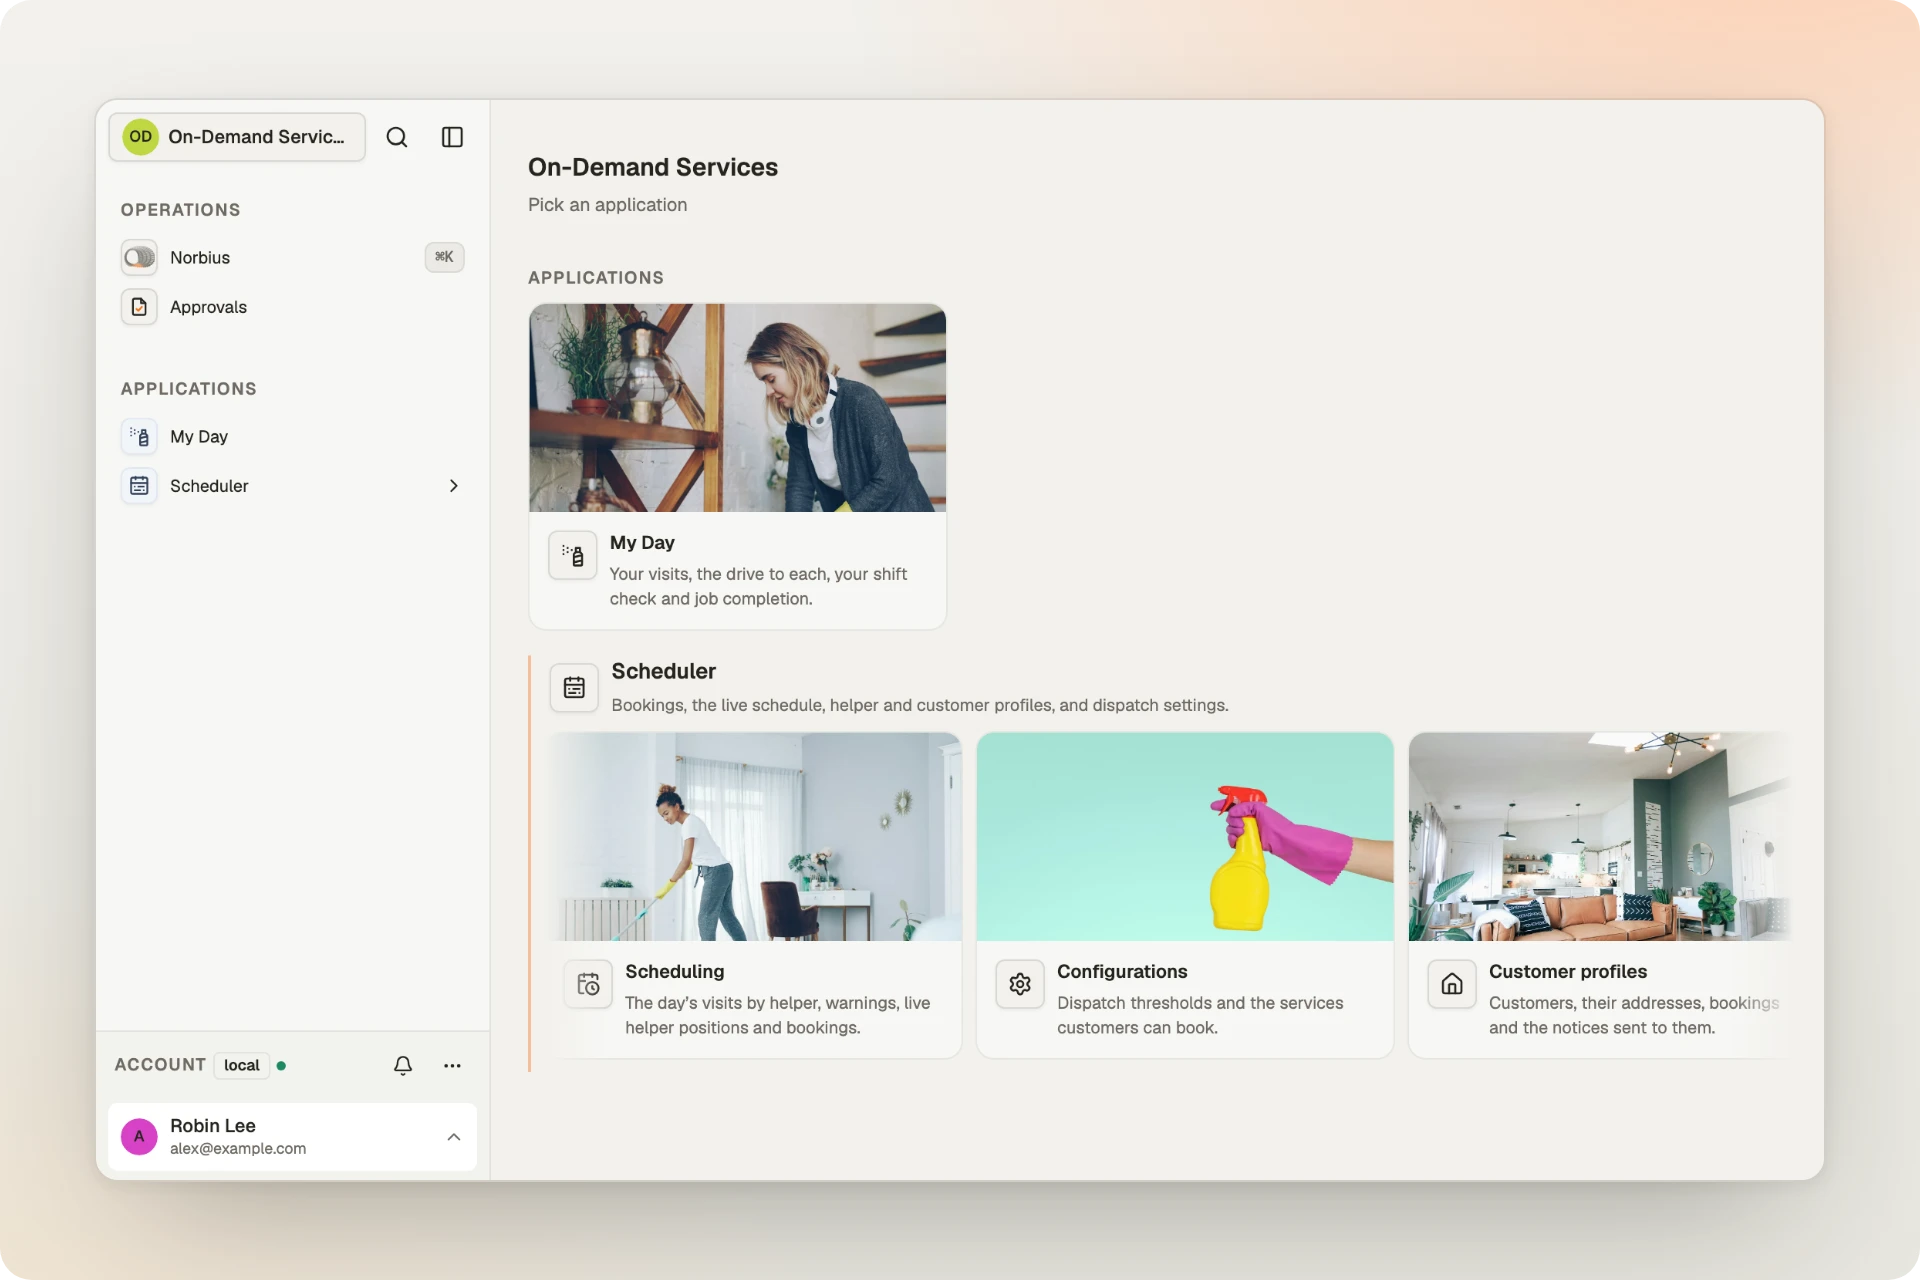 OD On-Demand Servic...
OPERATIONS
Norbius ⌘K
Approvals
APPLICATIONS
My Day
Scheduler
ACCOUNT local
A
Robin Lee
alex@example.com
On-Demand Services
Pick an application
APPLICATIONS
My Day
Your visits, the drive to each, your shift
check and job completion.
Scheduler
Bookings, the live schedule, helper and customer profiles, and dispatch settings.
Scheduling
The day's visits by helper, warnings, live
helper positions and bookings.
Configurations
Dispatch thresholds and the services
customers can book.
Customer profiles
Customers, their addresses, bookings
and the notices sent to them.